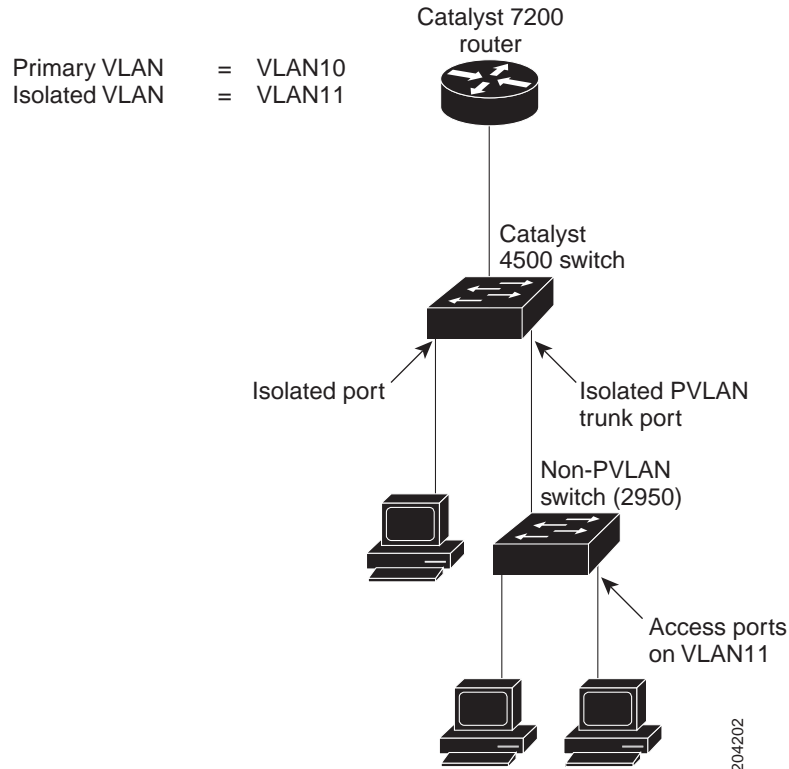 Catalyst 7200
router
Primary VLAN = VLAN10
Isolated VLAN = VLAN11
Catalyst
4500 switch
Isolated port
Isolated PVLAN
trunk port
Non-PVLAN
switch (2950)
Access ports
on VLAN11
204202